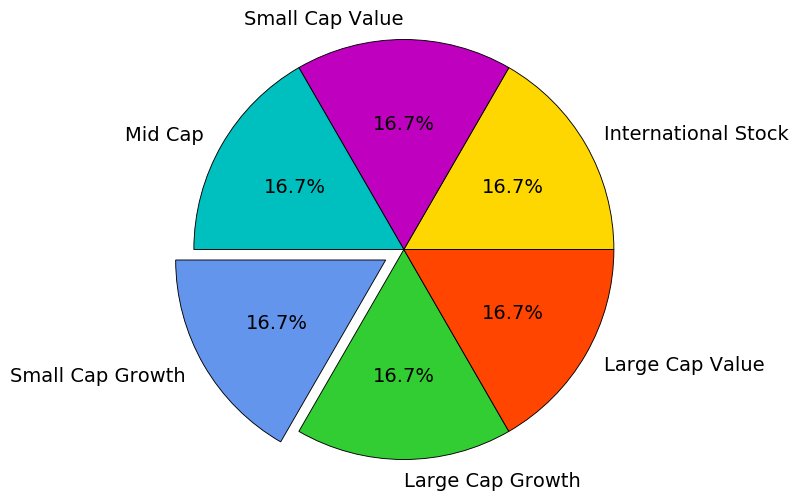 Small Cap Value
16.7%
Mid Cap
International Stock
16.7%
16.7%
16.7%
16.7%
Small Cap Growth
Large Cap Value
16.7%
Large Cap Growth